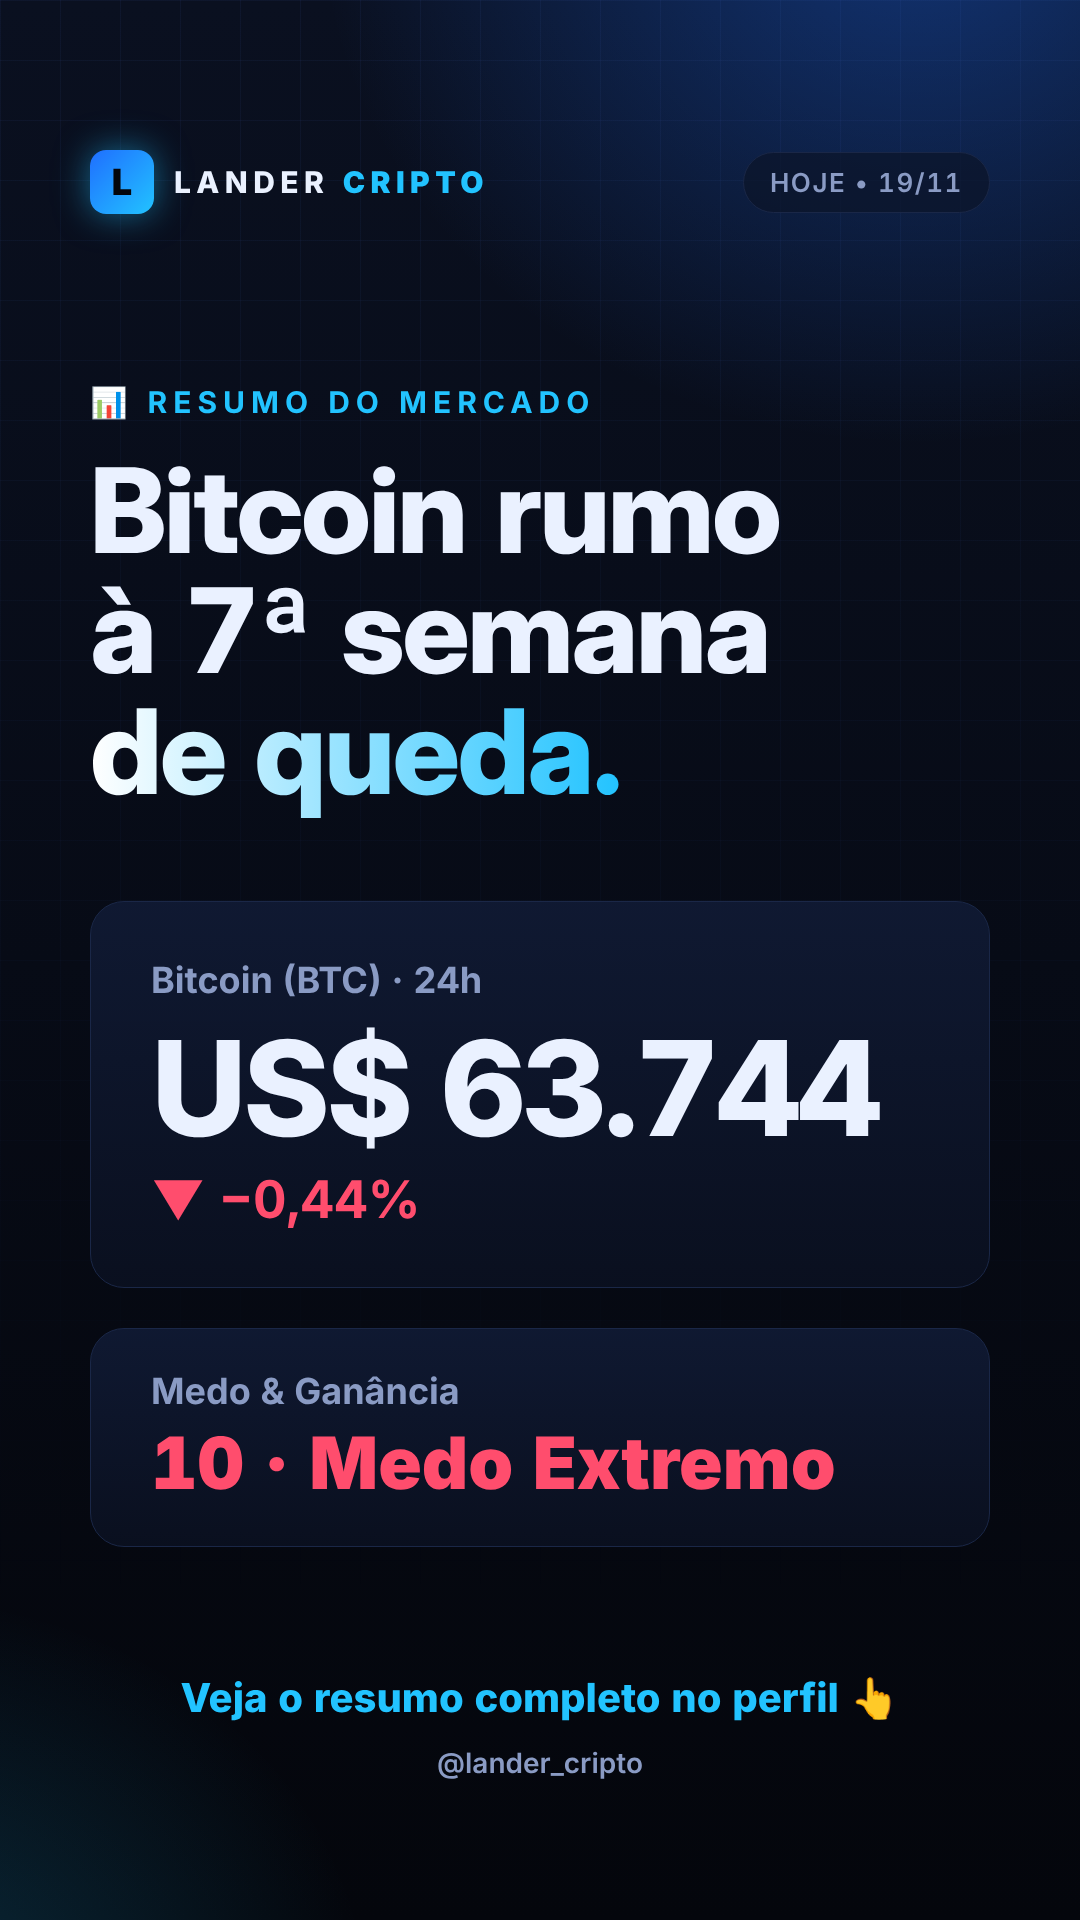 L LANDER CRIPTO
HOJE • 19/11
📊 RESUMO DO MERCADO
Bitcoin rumo
à 7ª semana
de queda.
Bitcoin (BTC) · 24h
US$ 63.744
▼ −0,44%
Medo & Ganância
10 · Medo Extremo
Veja o resumo completo no perfil 👆
@lander_cripto